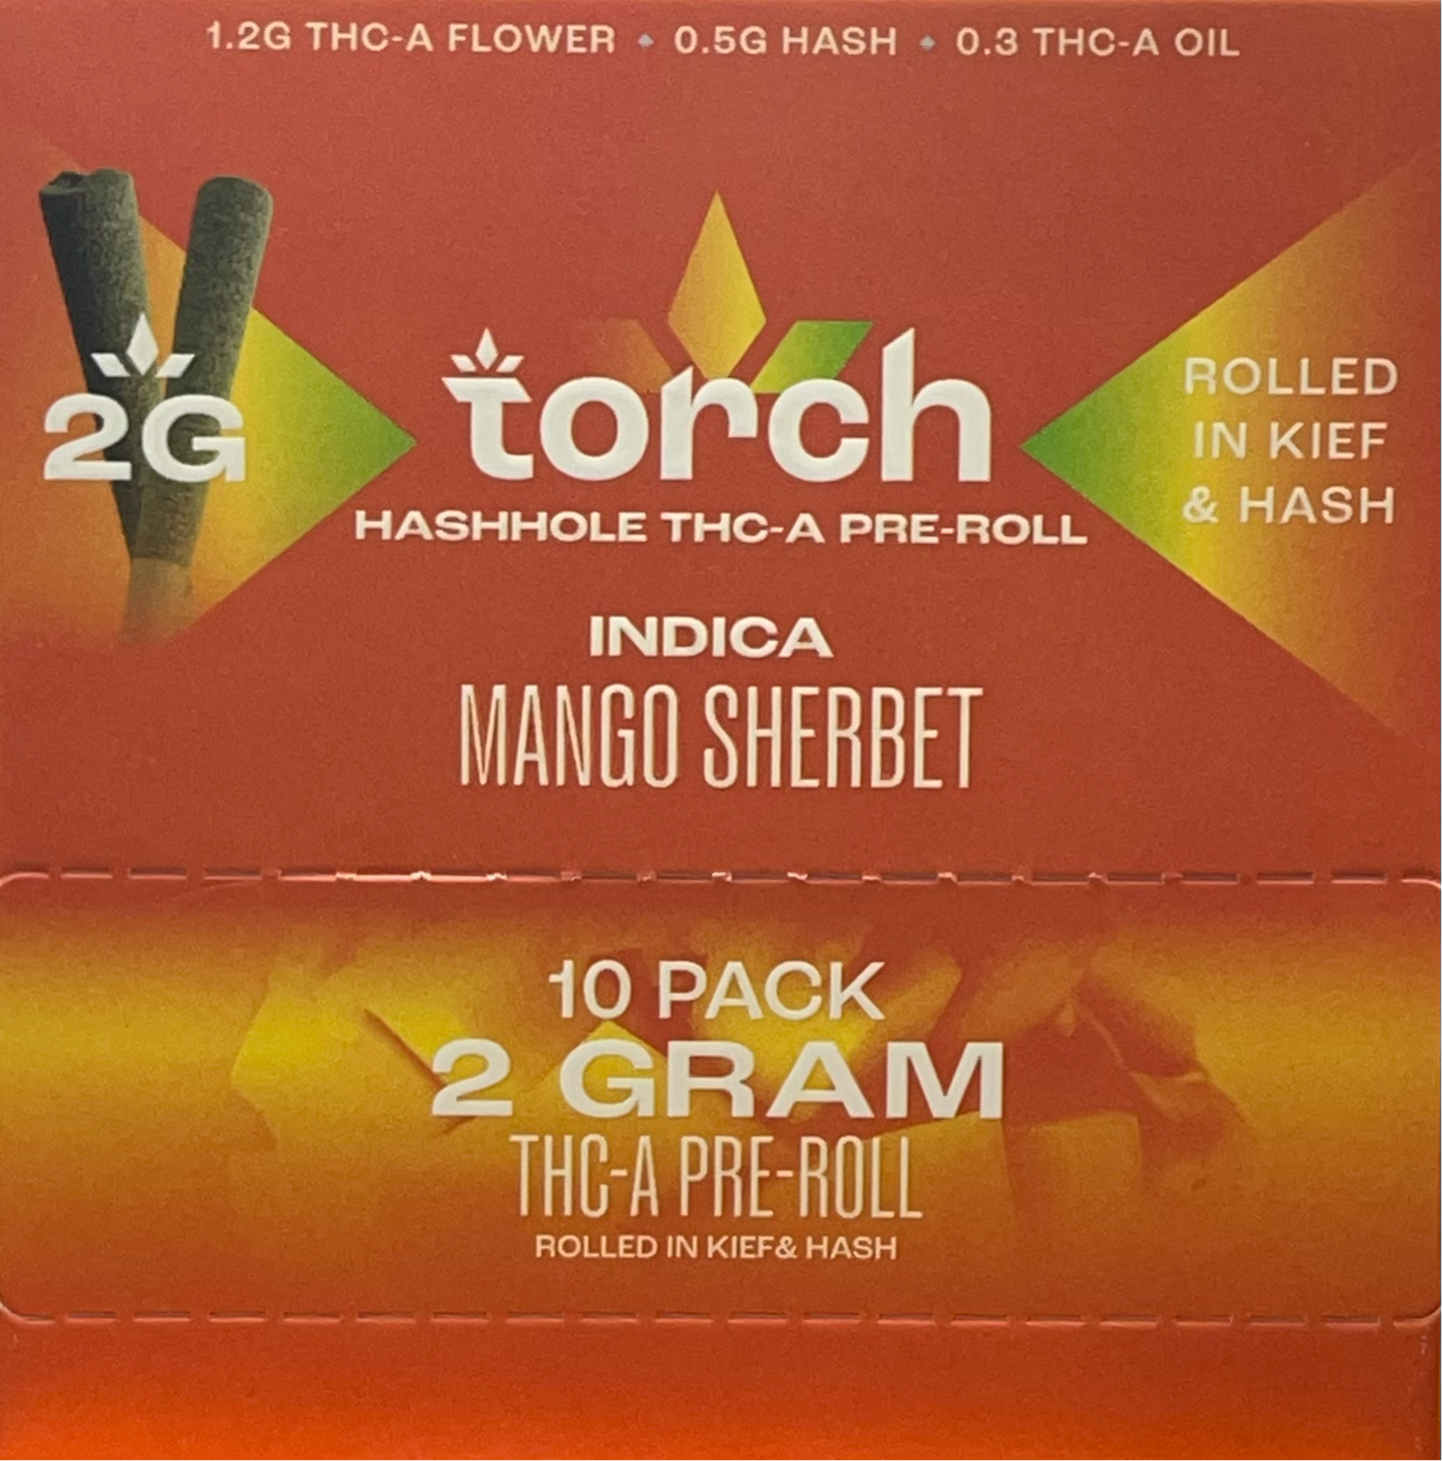 1.2G THC-A FLOWER ◆ 0.5G HASH ◆ 0.3 THC-A OIL
2G
torch
HASHHOLE THC-A PRE-ROLL
ROLLED
IN KIEF
& HASH
INDICA
MANGO SHERBET
10 PACK
2 GRAM
THC-A PRE-ROLL
ROLLED IN KIEF& HASH